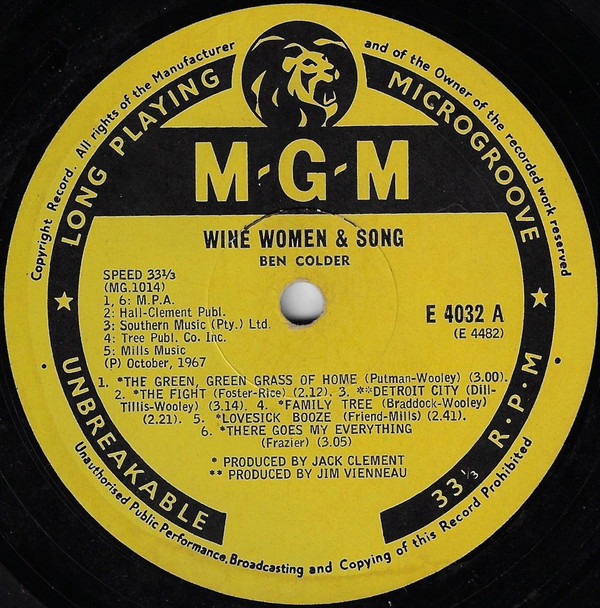 Copyright Record. All rights of the Manufacturer and of the Owner of the recorded work reserved
LONG PLAYING MICROGROOVE
M-G-M
WINE WOMEN & SONG
BEN COLDER
SPEED 33⅓
(MG.1014)
1, 6: M.P.A.
2: Hall-Clement Publ.
3: Southern Music (Pty.) Ltd.
4: Tree Publ. Co. Inc.
5: Mills Music
(P) October, 1967
E 4032 A
(E 4482)
1. *THE GREEN, GREEN GRASS OF HOME (Putman-Wooley) (3.00).
2. *THE FIGHT (Foster-Rice) (2.12). 3. **DETROIT CITY (Dill-
Tillis-Wooley) (3.14). 4. *FAMILY TREE (Braddock-Wooley)
(2.21). 5. *LOVESICK BOOZE (Friend-Mills) (2.41).
6. *THERE GOES MY EVERYTHING
(Frazier) (3.05)
* PRODUCED BY JACK CLEMENT
** PRODUCED BY JIM VIENNEAU
UNBREAKABLE
33⅓ R.P.M
Unauthorised Public Performance, Broadcasting and Copying of this Record Prohibited